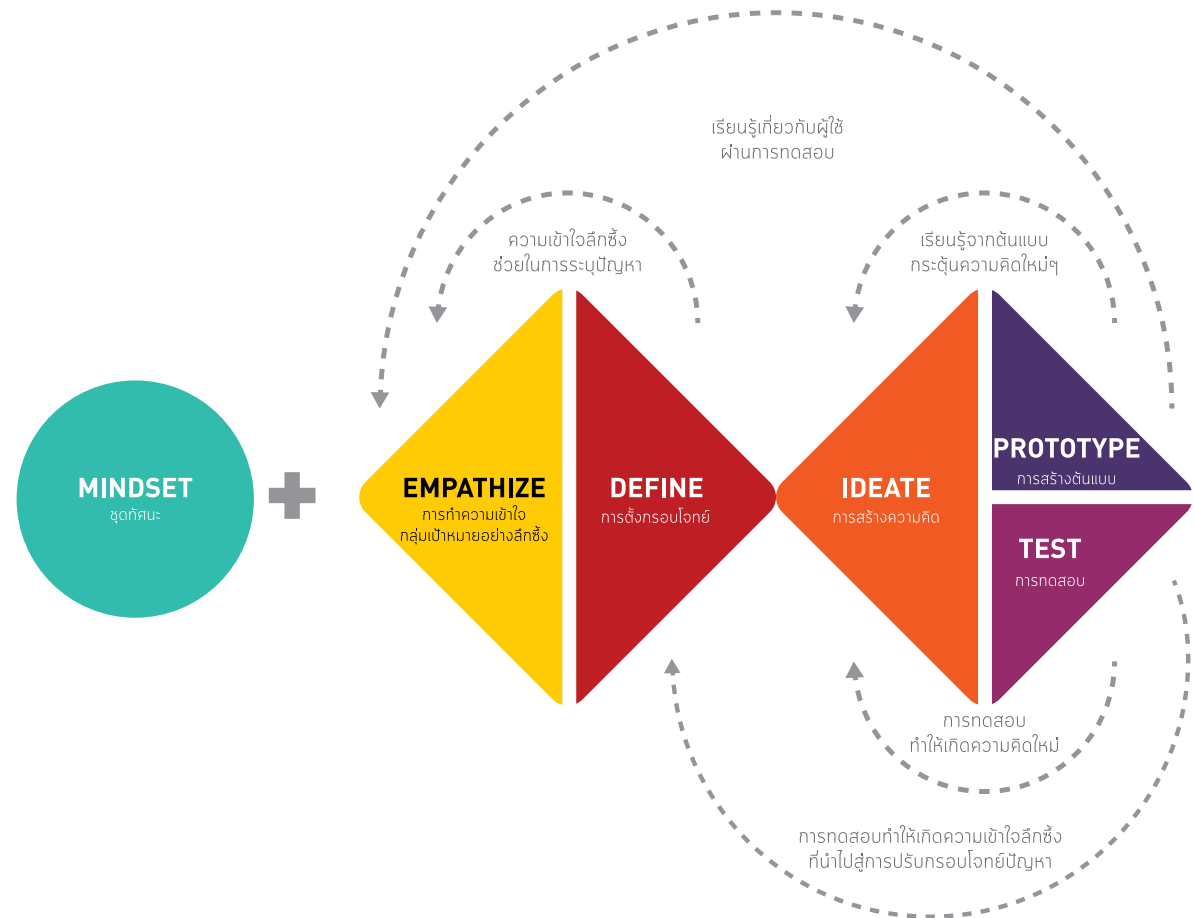 เรียนรู้เกี่ยวกับผู้ใช้
ผ่านการทดสอบ
ความเข้าใจลึกซึ้ง
ช่วยในการระบุปัญหา
เรียนรู้จากต้นแบบ
กระตุ้นความคิดใหม่ๆ
MINDSET
ชุดทัศนะ
EMPATHIZE
การทำความเข้าใจ
กลุ่มเป้าหมายอย่างลึกซึ้ง
DEFINE
การตั้งกรอบโจทย์
IDEATE
การสร้างความคิด
PROTOTYPE
การสร้างต้นแบบ
TEST
การทดสอบ
การทดสอบ
ทำให้เกิดความคิดใหม่
การทดสอบทำให้เกิดความเข้าใจลึกซึ้ง
ที่นำไปสู่การปรับกรอบโจทย์ปัญหา